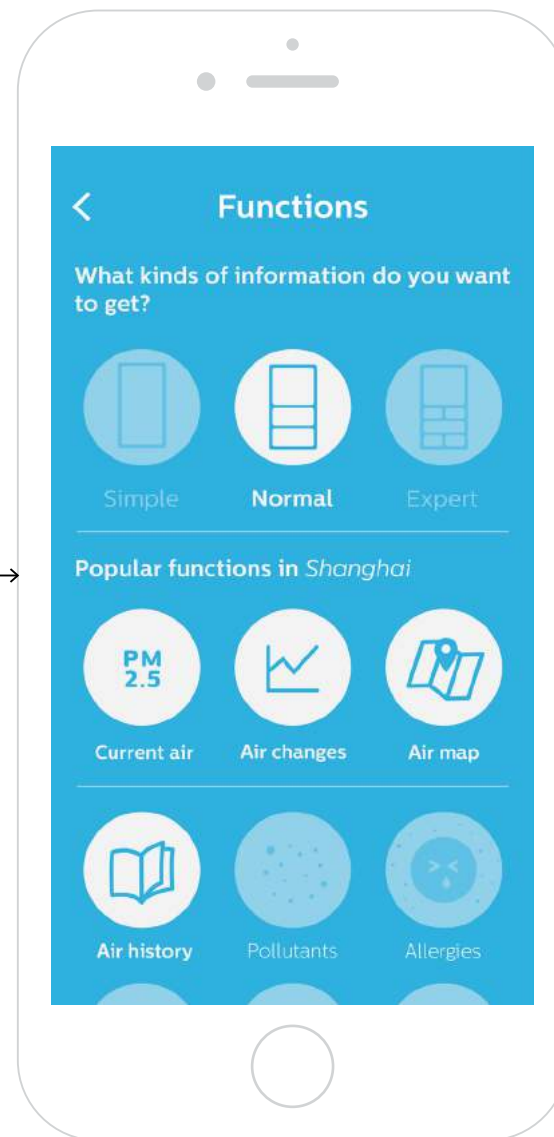 Functions
What kinds of information do you want
to get?
Simple Normal Expert
Popular functions in Shanghai
PM
2.5
Current air Air changes Air map
Air history Pollutants Allergies